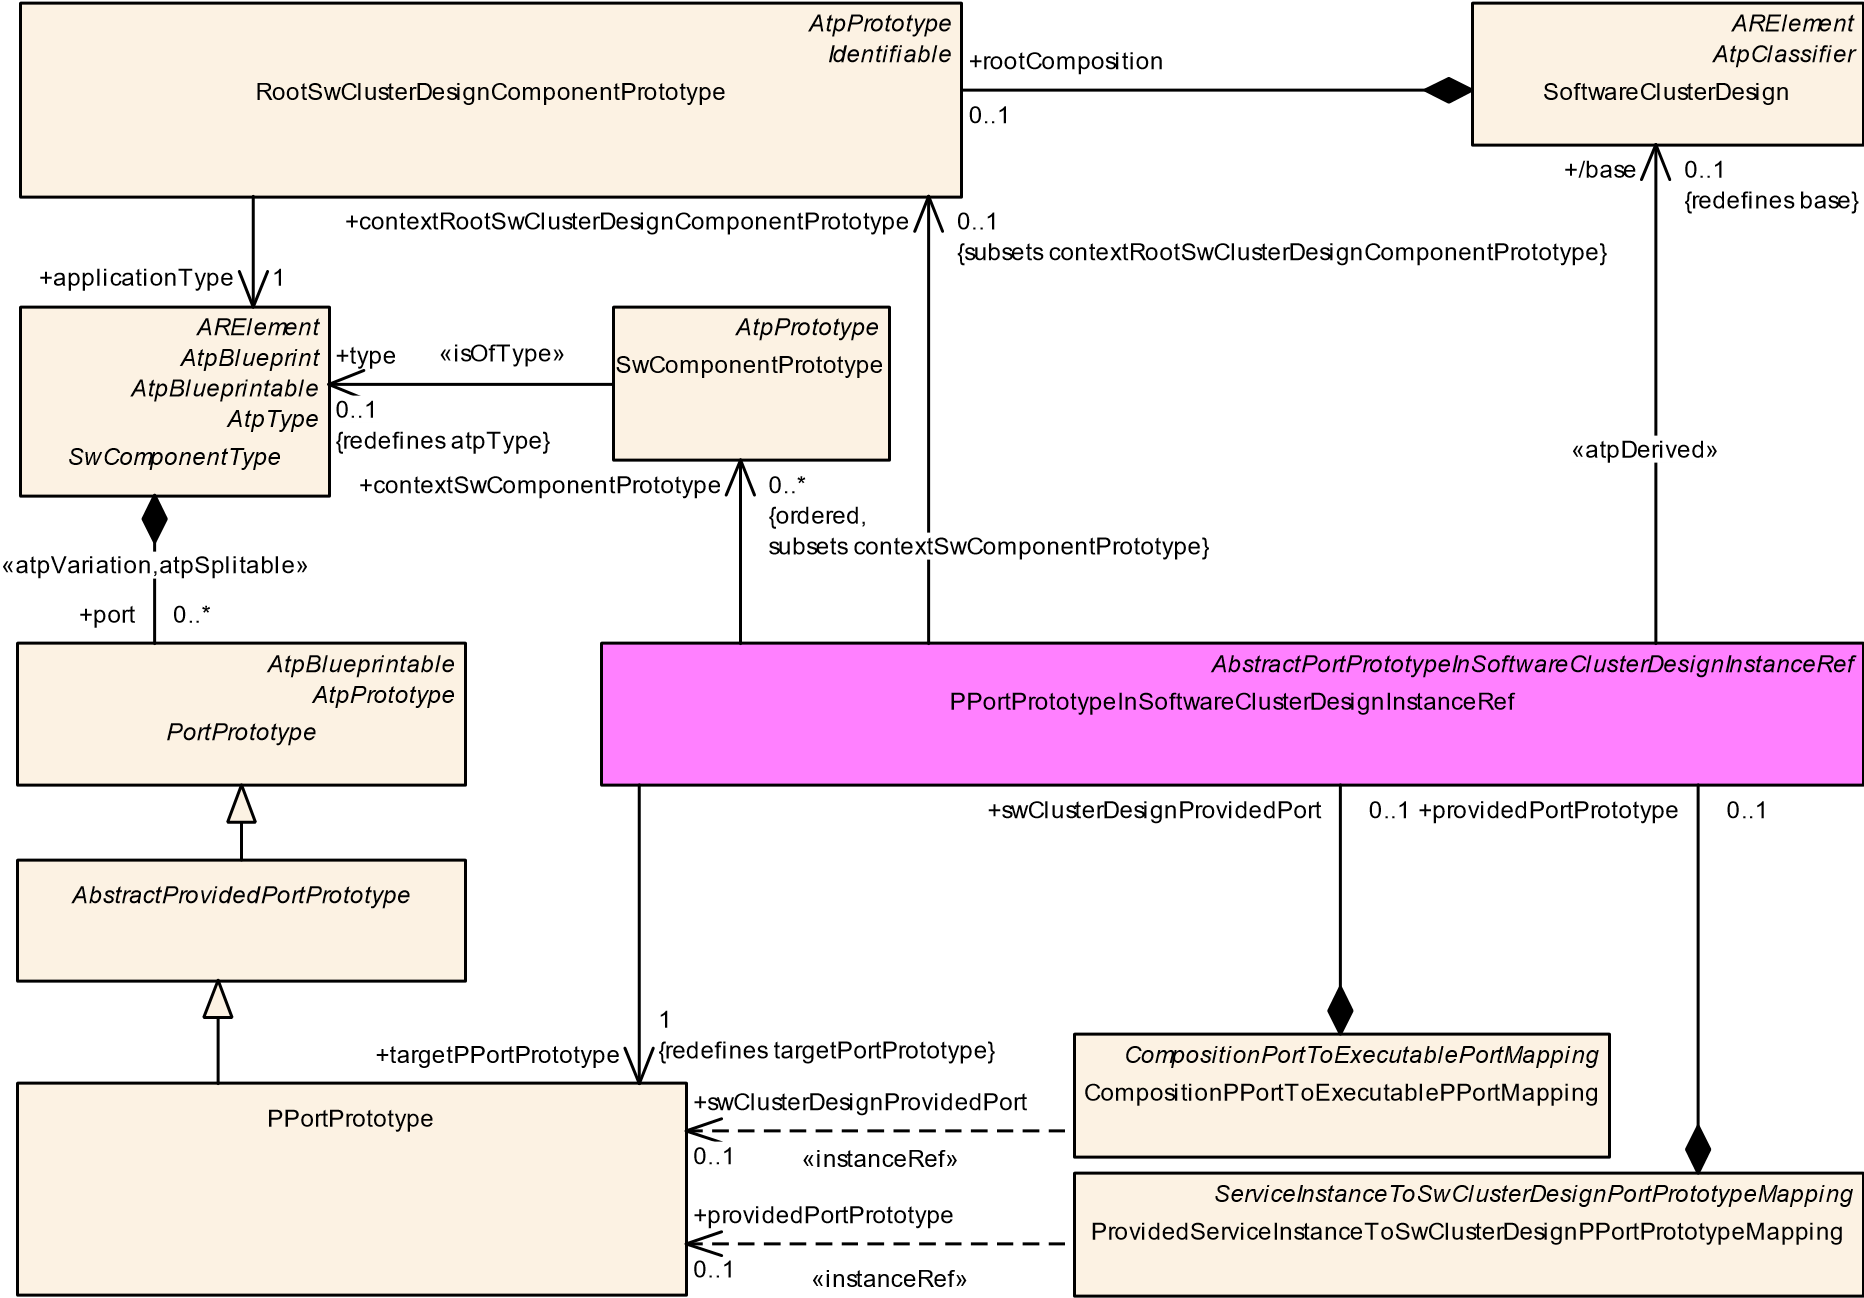 AtpPrototype
Identifiable
RootSwClusterDesignComponentPrototype
+rootComposition
0..1
ARElement
AtpClassifier
SoftwareClusterDesign
+/base
0..1
{redefines base}
+contextRootSwClusterDesignComponentPrototype
0..1
{subsets contextRootSwClusterDesignComponentPrototype}
+applicationType
1
ARElement
AtpBlueprint
AtpBlueprintable
AtpType
SwComponentType
+type
«isOfType»
0..1
{redefines atpType}
AtpPrototype
SwComponentPrototype
«atpDerived»
+contextSwComponentPrototype
0..*
{ordered,
subsets contextSwComponentPrototype}
«atpVariation,atpSplitable»
+port
0..*
AtpBlueprintable
AtpPrototype
PortPrototype
AbstractPortPrototypeInSoftwareClusterDesignInstanceRef
PPortPrototypeInSoftwareClusterDesignInstanceRef
+swClusterDesignProvidedPort
0..1
+providedPortPrototype
0..1
AbstractProvidedPortPrototype
1
{redefines targetPortPrototype}
+targetPPortPrototype
PPortPrototype
+swClusterDesignProvidedPort
0..1
«instanceRef»
CompositionPortToExecutablePortMapping
CompositionPPortToExecutablePPortMapping
+providedPortPrototype
0..1
«instanceRef»
ServiceInstanceToSwClusterDesignPortPrototypeMapping
ProvidedServiceInstanceToSwClusterDesignPPortPrototypeMapping